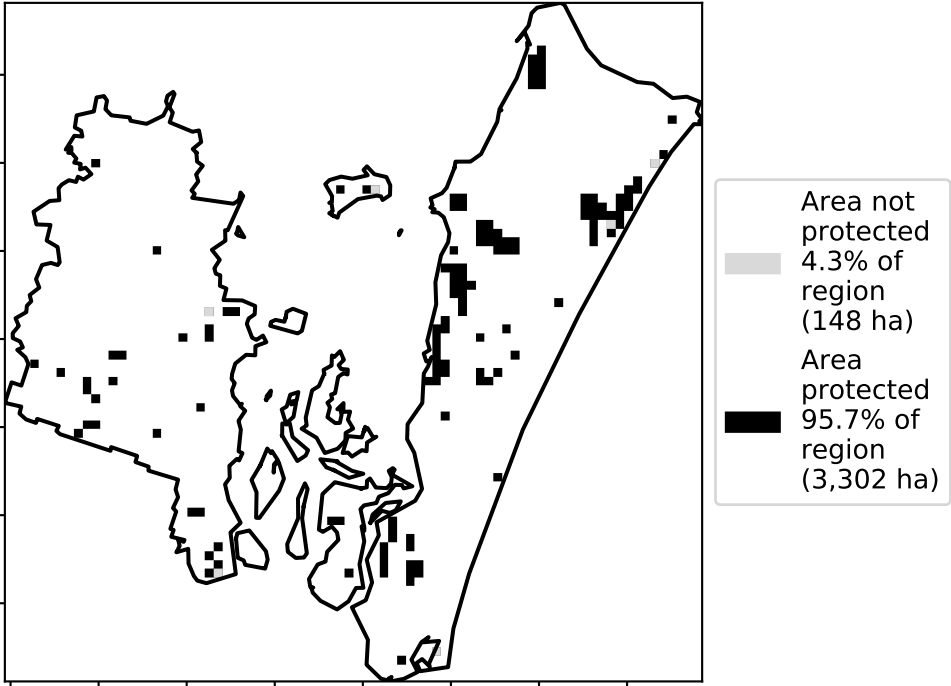 Area not
protected
4.3% of
region
(148 ha)
Area
protected
95.7% of
region
(3,302 ha)